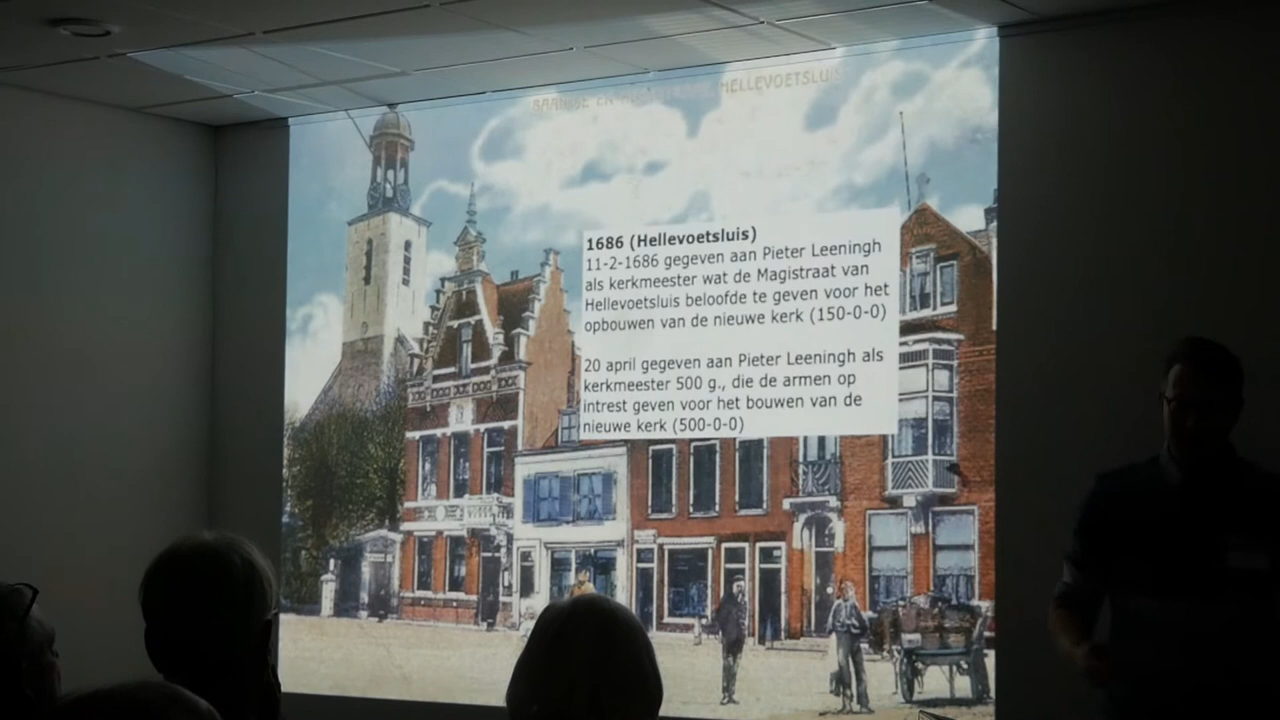 HELLEVOETSLUIS
1686 (Hellevoetsluis)
11-2-1686 gegeven aan Pieter Leeningh
als kerkmeester wat de Magistraat van
Hellevoetsluis beloofde te geven voor het
opbouwen van de nieuwe kerk (150-0-0)
20 april gegeven aan Pieter Leeningh als
kerkmeester 500 g., die de armen op
intrest geven voor het bouwen van de
nieuwe kerk (500-0-0)